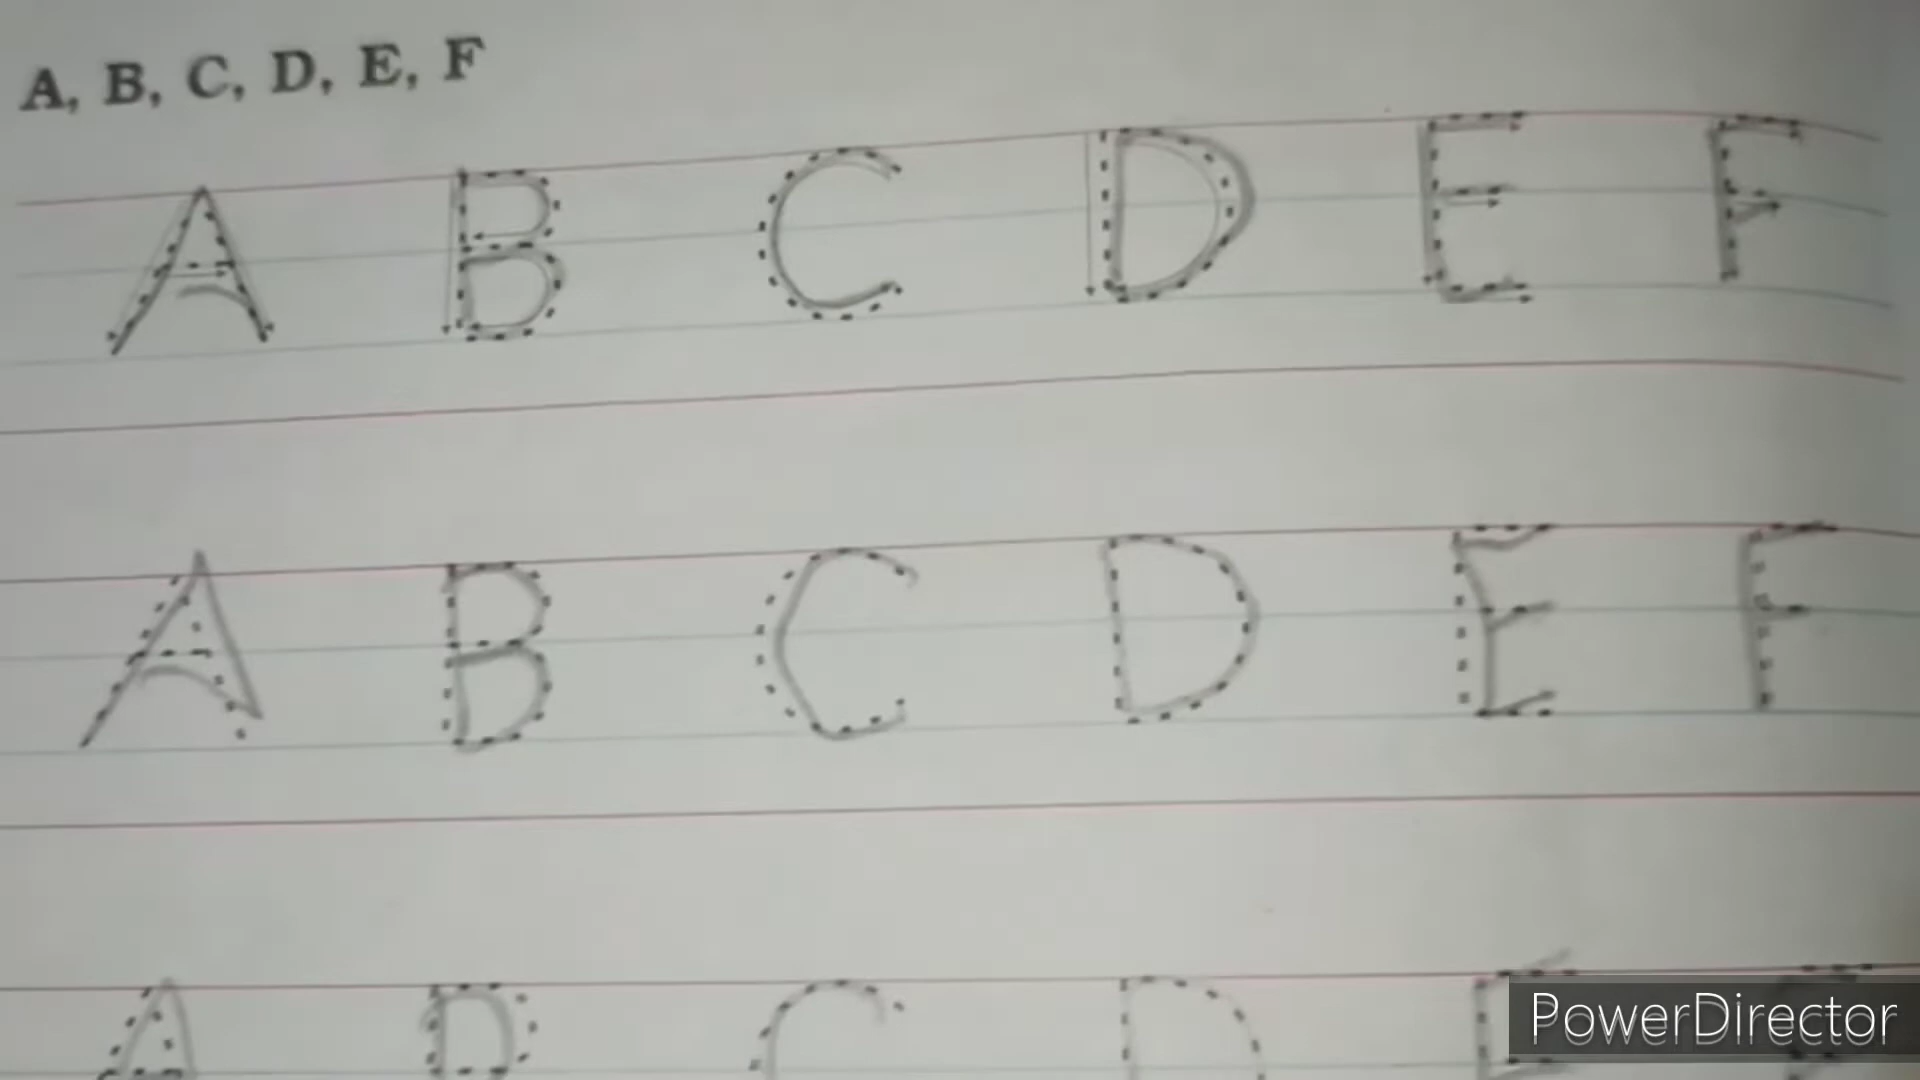 A, B, C, D, E, F
A B C D E F
A B C D E F
A B C D E
PowerDirector